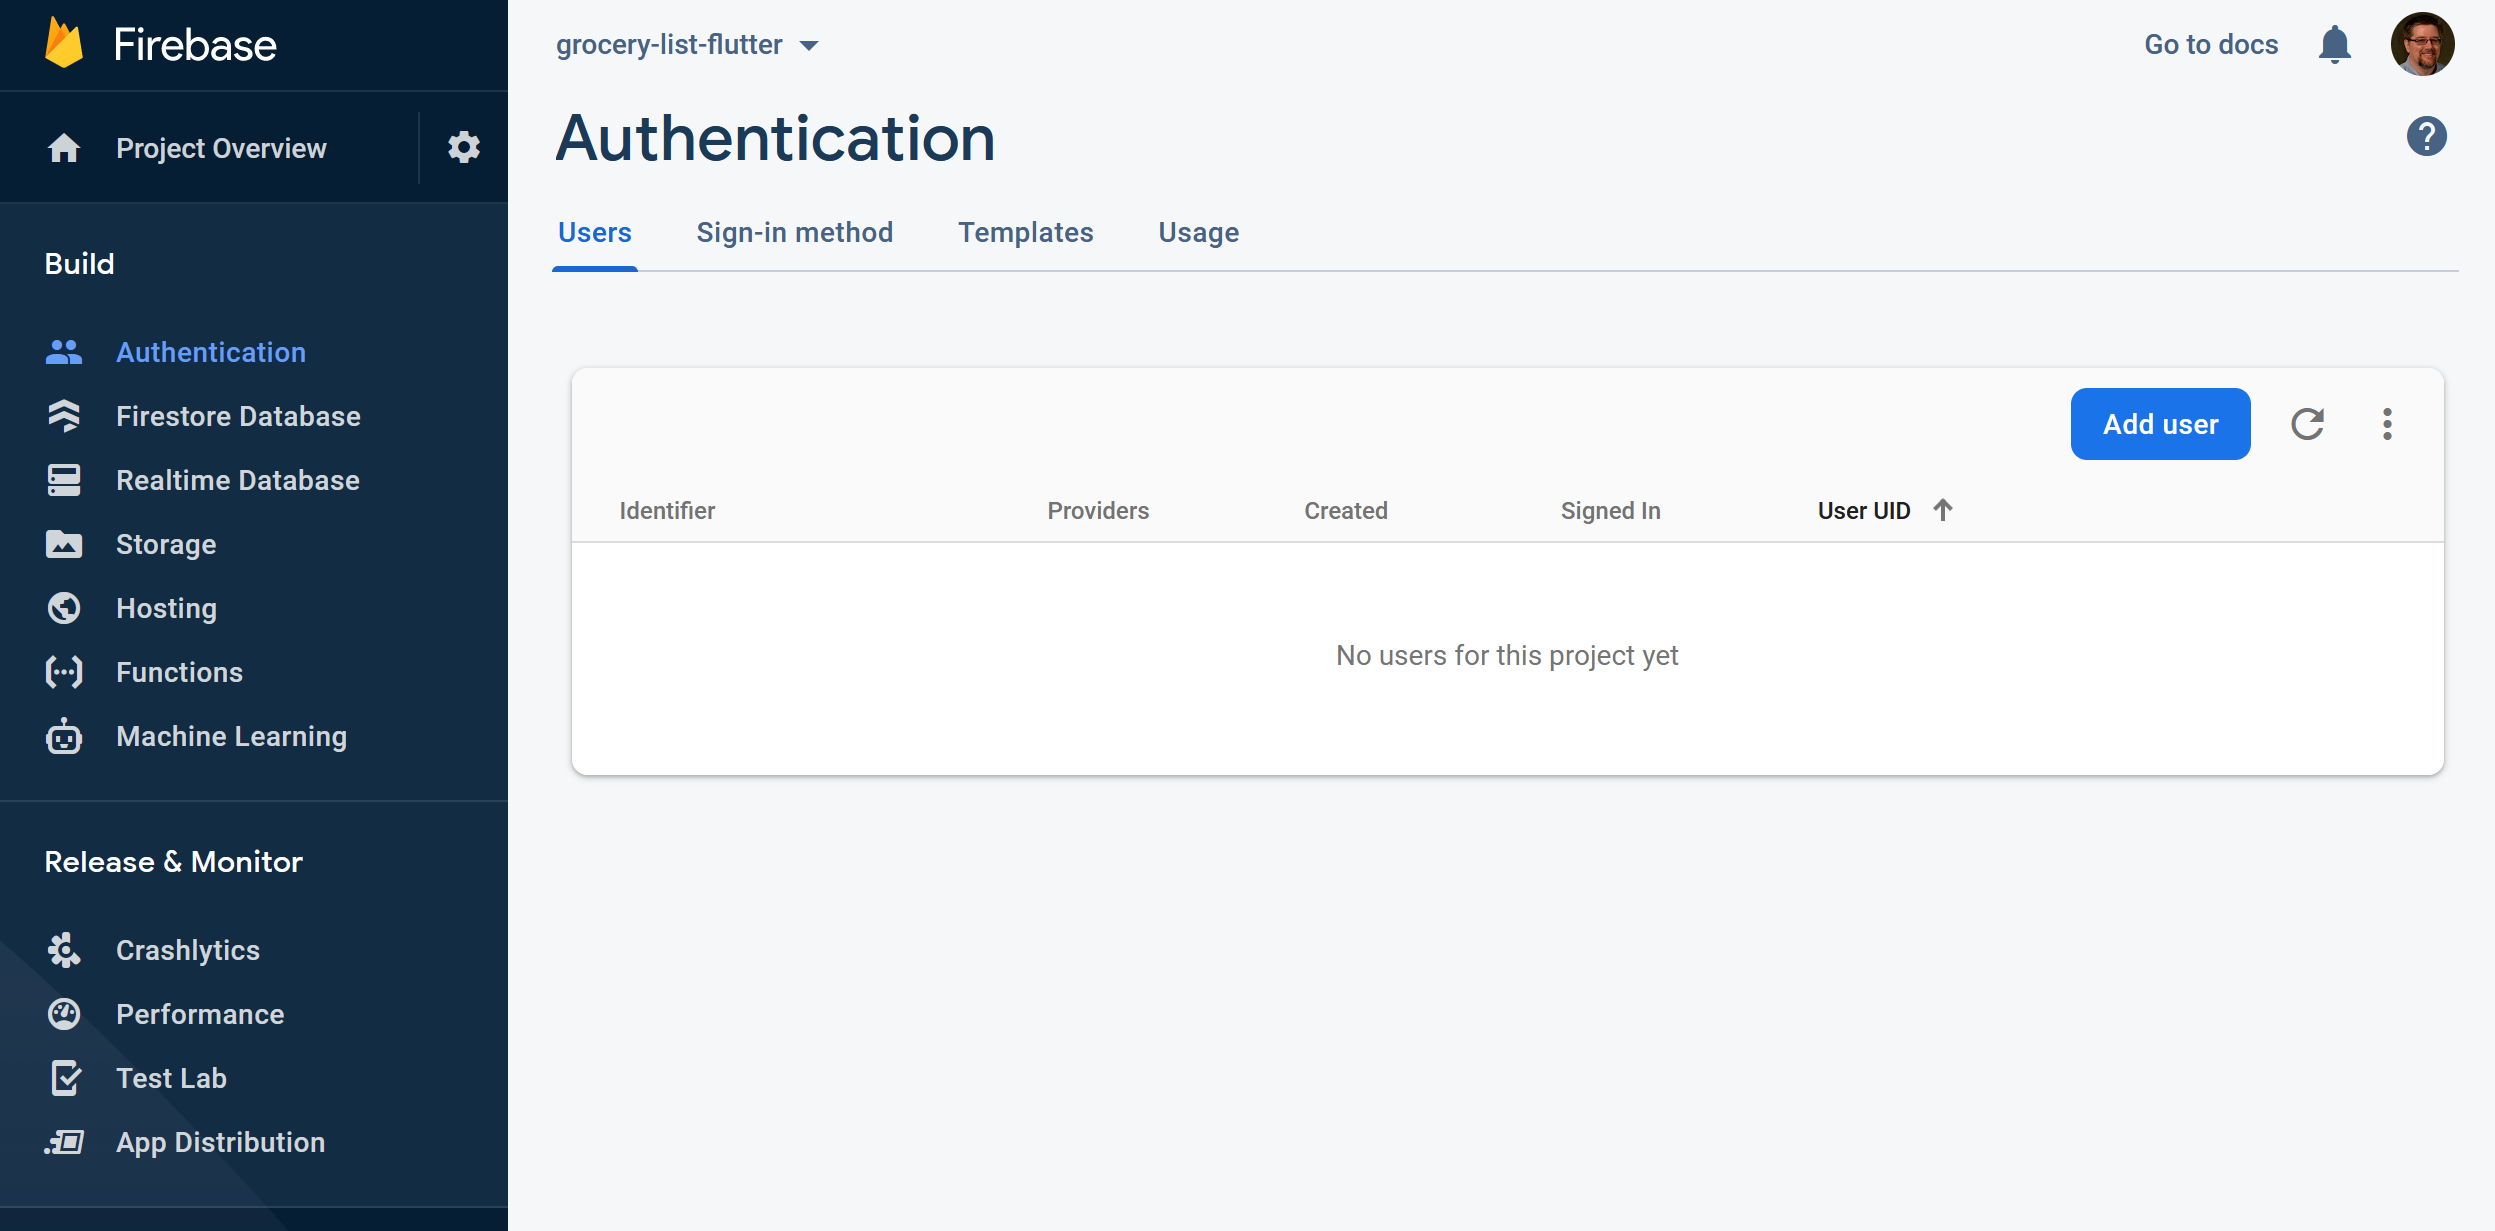 Firebase
Project Overview
Build
Authentication
Firestore Database
Realtime Database
Storage
Hosting
Functions
Machine Learning
Release & Monitor
Crashlytics
Performance
Test Lab
App Distribution
grocery-list-flutter
Go to docs
Authentication
?
Users Sign-in method Templates Usage
Add user
Identifier Providers Created Signed In User UID
No users for this project yet